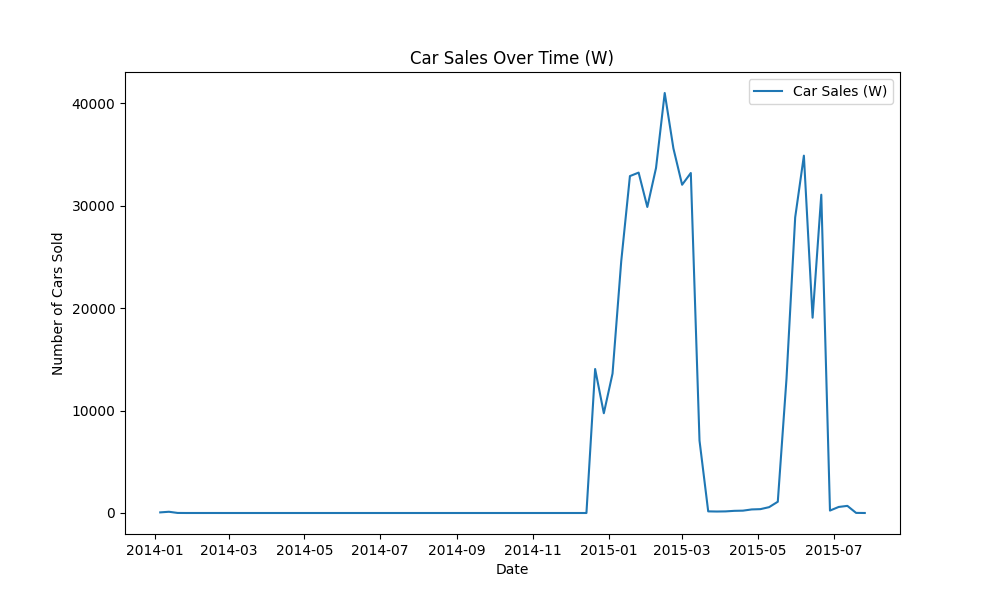 Car Sales Over Time (W)
Car Sales (W)
40000
30000
20000
10000
0
Number of Cars Sold
2014-01 2014-03 2014-05 2014-07 2014-09 2014-11 2015-01 2015-03 2015-05 2015-07
Date